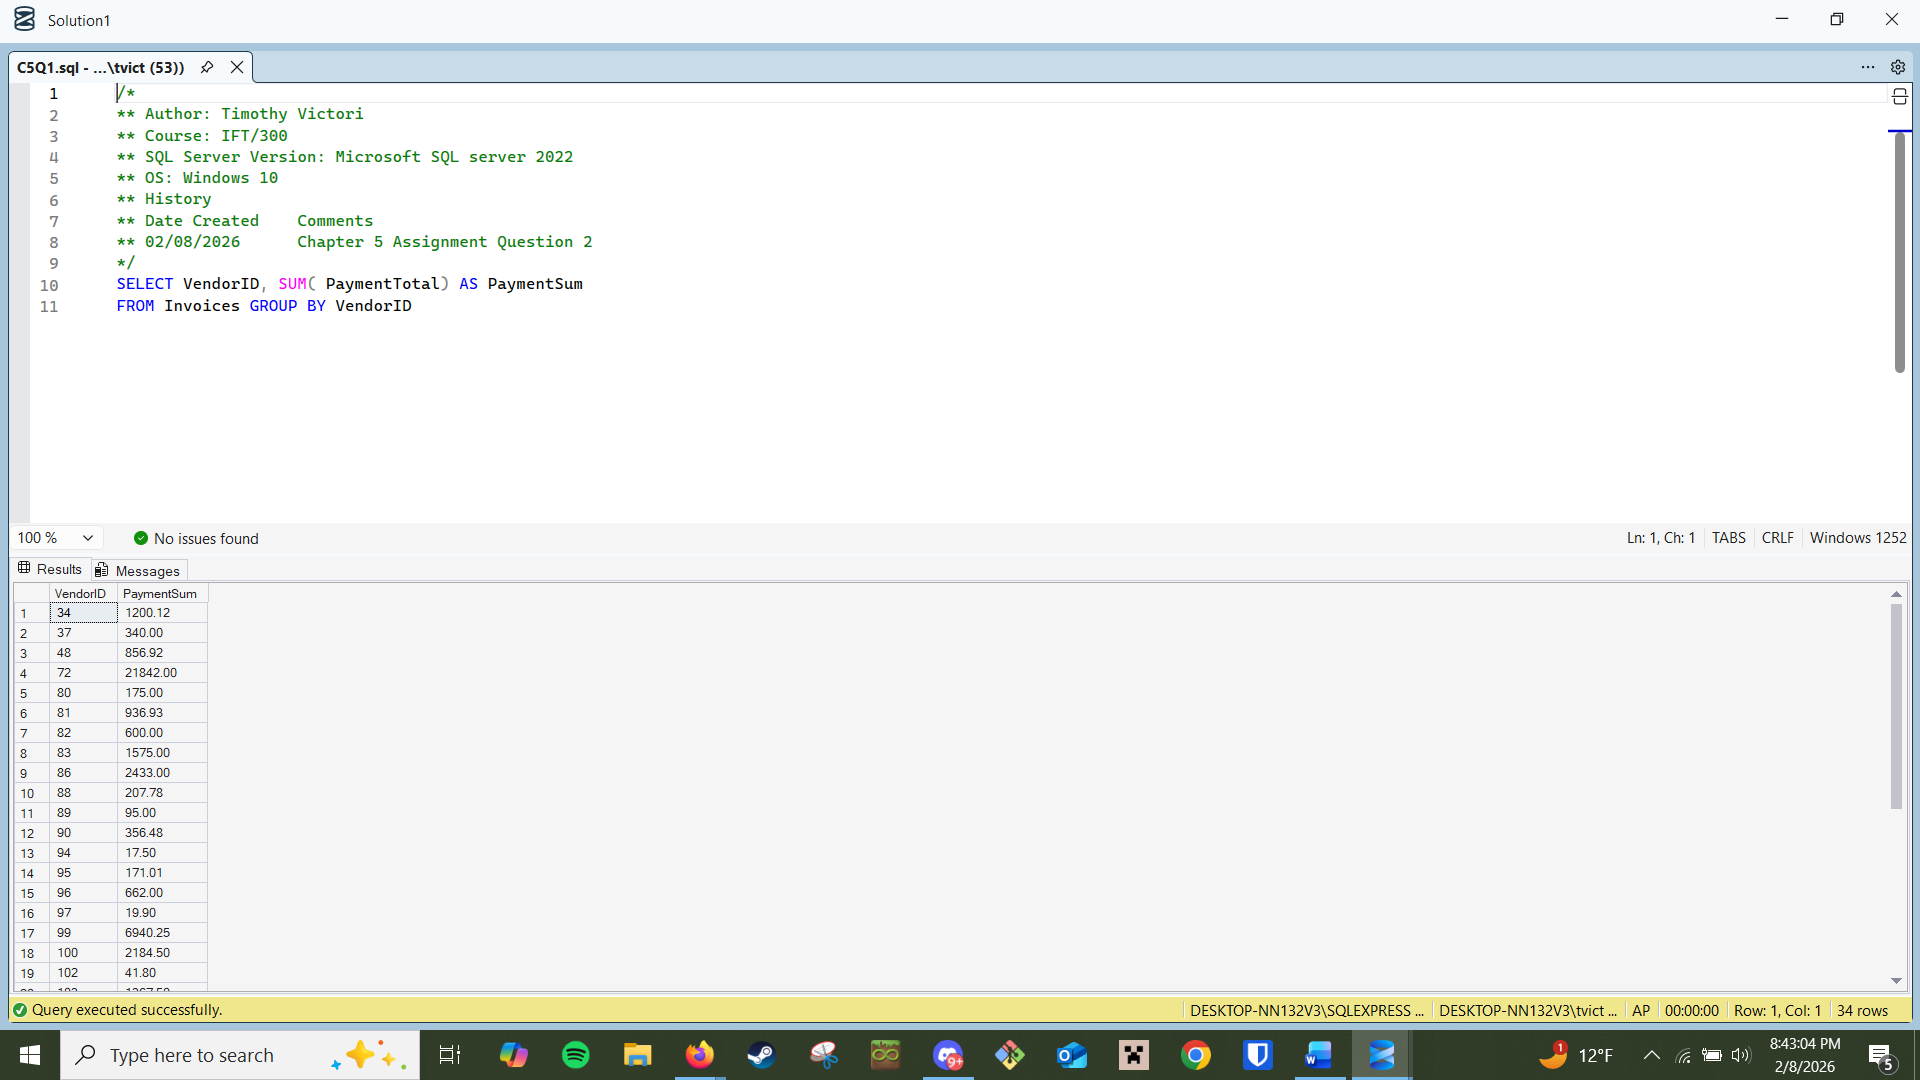 Solution1
C5Q1.sql - ...\tvict (53))
1 /*
2 ** Author: Timothy Victori
3 ** Course: IFT/300
4 ** SQL Server Version: Microsoft SQL server 2022
5 ** OS: Windows 10
6 ** History
7 ** Date Created    Comments
8 ** 02/08/2026      Chapter 5 Assignment Question 2
9 */
10 SELECT VendorID, SUM( PaymentTotal) AS PaymentSum
11 FROM Invoices GROUP BY VendorID
100 % No issues found Ln: 1, Ch: 1 TABS CRLF Windows 1252
Results Messages
VendorID PaymentSum
1 34 1200.12
2 37 340.00
3 48 856.92
4 72 21842.00
5 80 175.00
6 81 936.93
7 82 600.00
8 83 1575.00
9 86 2433.00
10 88 207.78
11 89 95.00
12 90 356.48
13 94 17.50
14 95 171.01
15 96 662.00
16 97 19.90
17 99 6940.25
18 100 2184.50
19 102 41.80
Query executed successfully. DESKTOP-NN132V3\SQLEXPRESS ... DESKTOP-NN132V3\tvict ... AP 00:00:00 Row: 1, Col: 1 34 rows
Type here to search 9+ 1 12°F 8:43:04 PM
2/8/2026 5